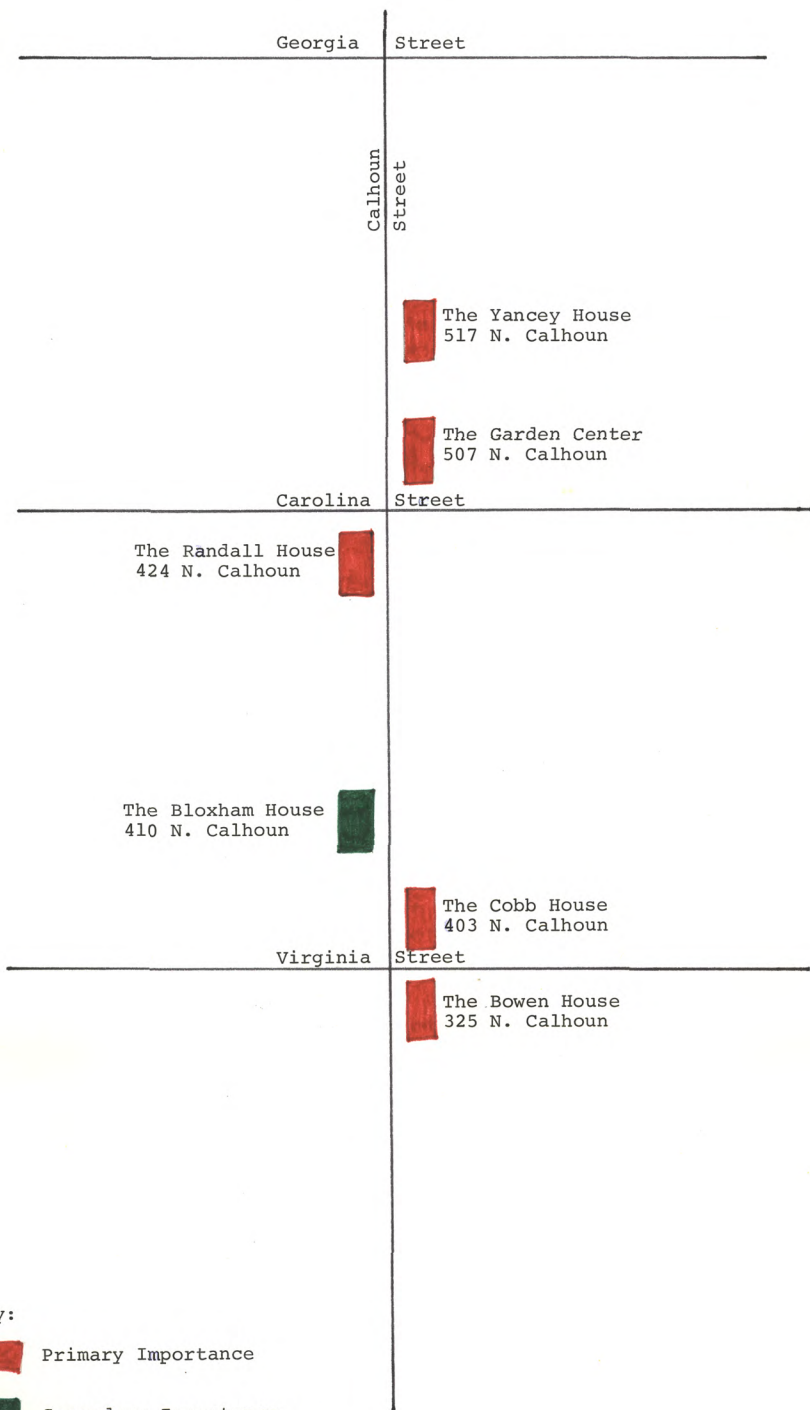 Georgia Street
Calhoun
Street
The Yancey House
517 N. Calhoun
The Garden Center
507 N. Calhoun
Carolina Street
The Randall House
424 N. Calhoun
The Bloxham House
410 N. Calhoun
The Cobb House
403 N. Calhoun
Virginia Street
The Bowen House
325 N. Calhoun
y:
Primary Importance